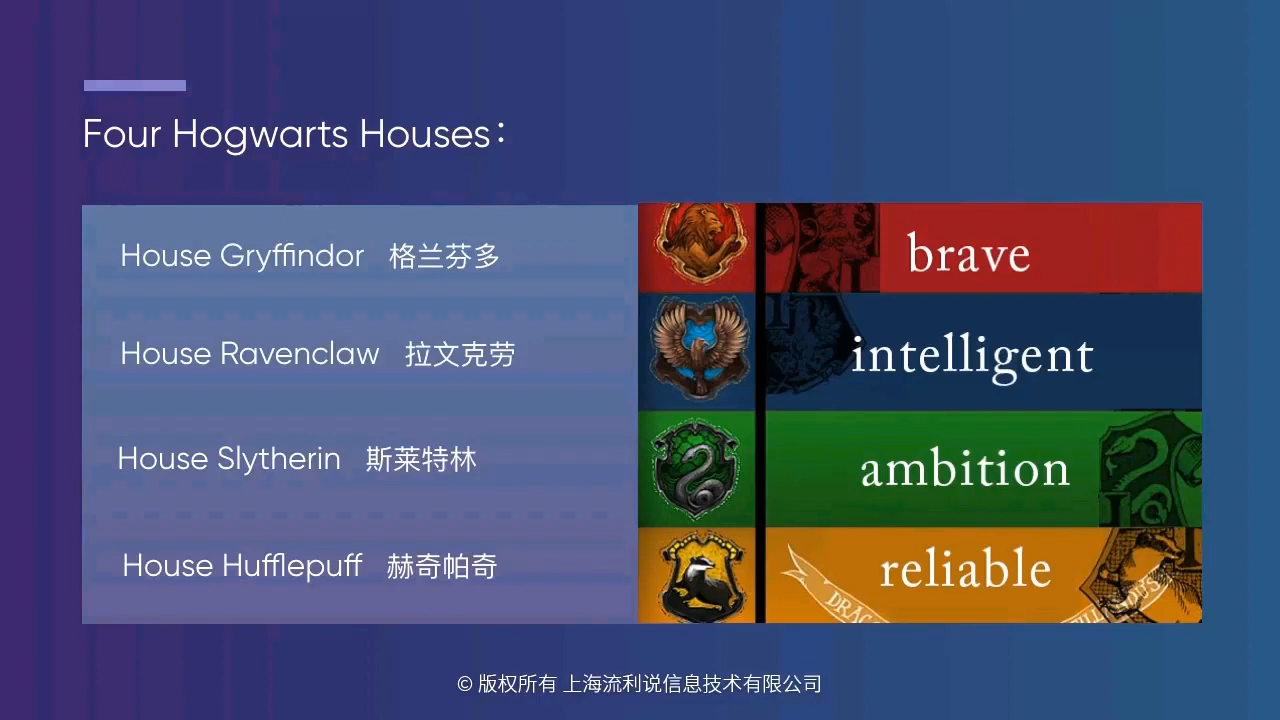 Four Hogwarts Houses：
House Gryffindor 格兰芬多
brave
House Ravenclaw 拉文克劳
intelligent
House Slytherin 斯莱特林
ambition
House Hufflepuff 赫奇帕奇
reliable
© 版权所有 上海流利说信息技术有限公司